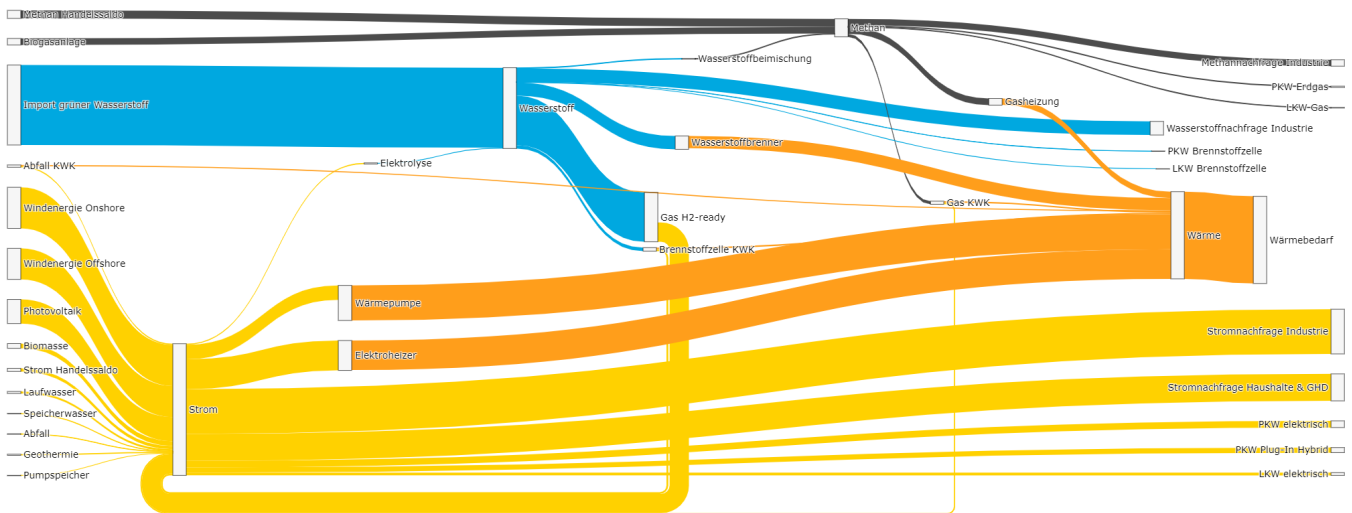 Methan Handelssaldo
Biogasanlage
Import grüner Wasserstoff
Abfall KWK
Windenergie Onshore
Windenergie Offshore
Photovoltaik
Biomasse
Strom Handelssaldo
Laufwasser
Speicherwasser
Abfall
Geothermie
Pumpspeicher
Strom
Elektrolyse
Wärmepumpe
Elektroheizer
Wasserstoff
Wasserstoffbeimischung
Wasserstoffbrenner
Gas H2-ready
Brennstoffzelle KWK
Methan
Gasheizung
Gas KWK
Wasserstoffnachfrage Industrie
PKW Brennstoffzelle
LKW Brennstoffzelle
Wärme
Wärmebedarf
Methannachfrage Industrie
PKW-Erdgas
LKW-Gas
Stromnachfrage Industrie
Stromnachfrage Haushalte & GHD
PKW elektrisch
PKW Plug-In Hybrid
LKW elektrisch